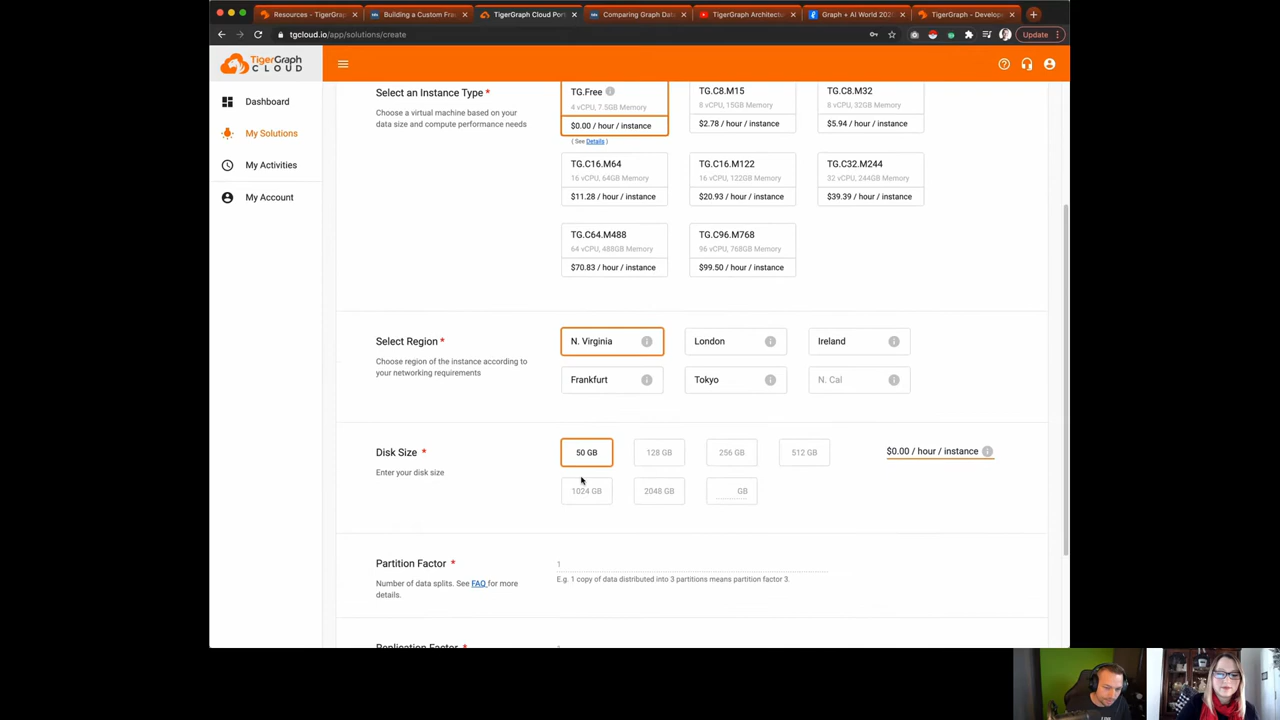 Resources - TigerGraph
Building a Custom Frau
TigerGraph Cloud Por
Comparing Graph Data
TigerGraph Architectu
Graph + AI World 202
TigerGraph - Develope
tgcloud.io/app/solutions/create
Update
TigerGraph
CLOUD
Dashboard
My Solutions
My Activities
My Account
Select an Instance Type *
Choose a virtual machine based on your
data size and compute performance needs
TG.Free
4 vCPU, 7.5GB Memory
$0.00 / hour / instance
( See Details )
TG.C8.M15
8 vCPU, 15GB Memory
$2.78 / hour / instance
TG.C8.M32
8 vCPU, 32GB Memory
$5.94 / hour / instance
TG.C16.M64
16 vCPU, 64GB Memory
$11.28 / hour / instance
TG.C16.M122
16 vCPU, 122GB Memory
$20.93 / hour / instance
TG.C32.M244
32 vCPU, 244GB Memory
$39.39 / hour / instance
TG.C64.M488
64 vCPU, 488GB Memory
$70.83 / hour / instance
TG.C96.M768
96 vCPU, 768GB Memory
$99.50 / hour / instance
Select Region *
Choose region of the instance according to
your networking requirements
N. Virginia
London
Ireland
Frankfurt
Tokyo
N. Cal
Disk Size *
Enter your disk size
50 GB
128 GB
256 GB
512 GB
$0.00 / hour / instance
1024 GB
2048 GB
GB
Partition Factor *
Number of data splits. See FAQ for more
details.
1
E.g. 1 copy of data distributed into 3 partitions means partition factor 3.
Replication Factor *